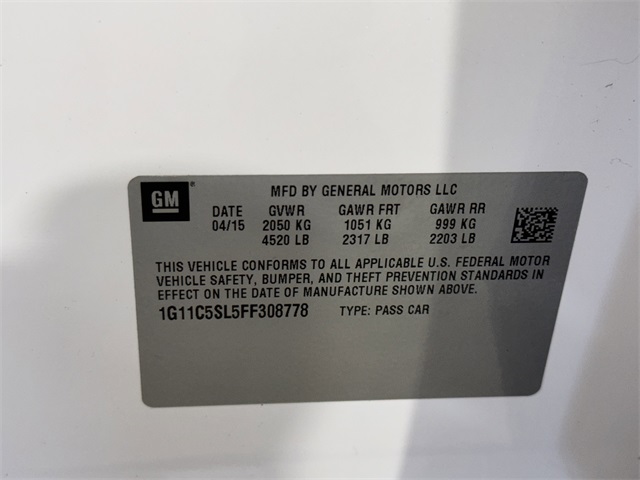 GM
MFD BY GENERAL MOTORS LLC
DATE GVWR GAWR FRT GAWR RR
04/15 2050 KG 1051 KG 999 KG
4520 LB 2317 LB 2203 LB
THIS VEHICLE CONFORMS TO ALL APPLICABLE U.S. FEDERAL MOTOR
VEHICLE SAFETY, BUMPER, AND THEFT PREVENTION STANDARDS IN
EFFECT ON THE DATE OF MANUFACTURE SHOWN ABOVE.
1G11C5SL5FF308778 TYPE: PASS CAR